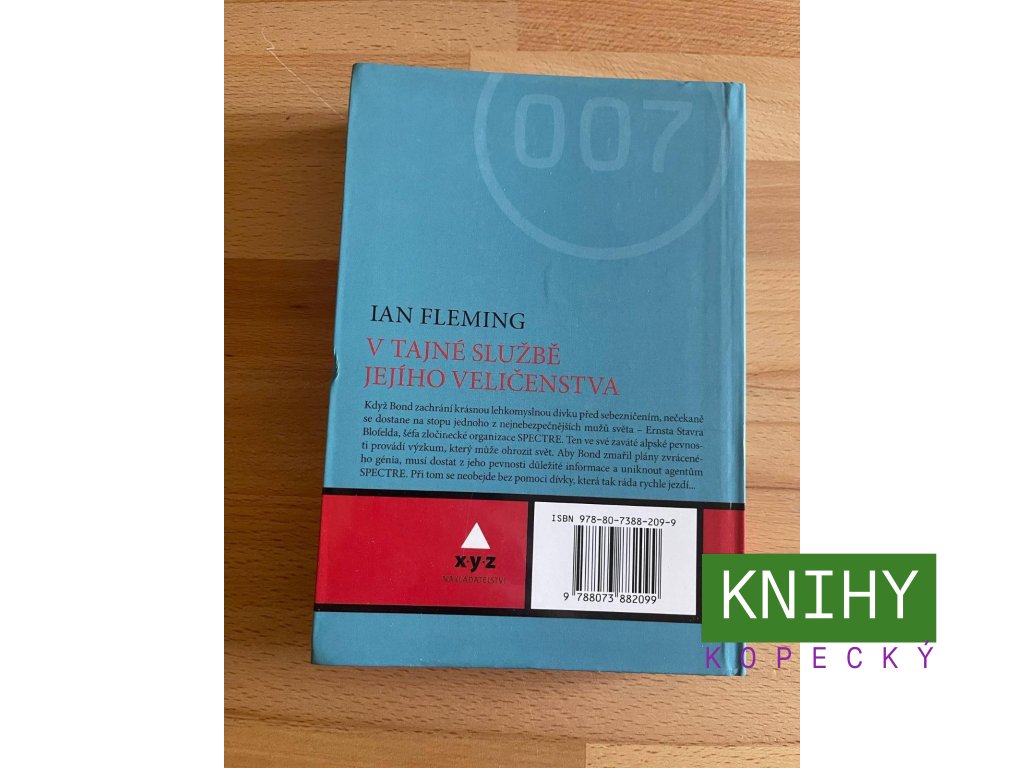 007
IAN FLEMING
V TAJNÉ SLUŽBĚ
JEJÍHO VELIČENSTVA
Když Bond zachrání krásnou lehkomyslnou dívku před sebezničením, nečekaně
se dostane na stopu jednoho z nejnebezpečnějších mužů světa – Ernsta Stavra
Blofelda, šéfa zločinecké organizace SPECTRE. Ten ve své zaváté alpské pevnos-
ti provádí výzkum, který může ohrozit svět. Aby Bond zmařil plány zvrácené-
ho génia, musí dostat z jeho pevnosti důležité informace a uniknout agentům
SPECTRE. Při tom se neobejde bez pomoci dívky, která tak ráda rychle jezdí...
ISBN 978-80-7388-209-9
x·y·z
NAKLADATELSTVÍ
9 788073 882099
KNIHY
KOPECKÝ